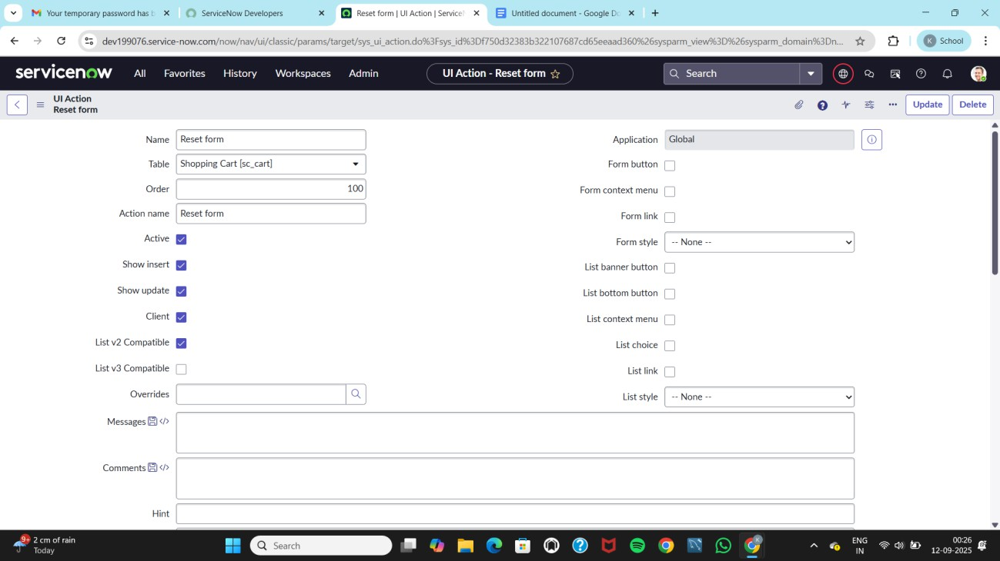 Your temporary password has b
ServiceNow Developers
Reset form | UI Action | Service
Untitled document - Google Do
dev199076.service-now.com/now/nav/ui/classic/params/target/sys_ui_action.do%3Fsys_id%3Df750d32383b322107687cd65eeaad360%26sysparm_view%3D%26sysparm_domain%3Dn...
K School
servicenow All Favorites History Workspaces Admin UI Action - Reset form Search
UI Action
Reset form
Update Delete
Name Reset form
Application Global
Table Shopping Cart [sc_cart]
Form button
Order 100
Form context menu
Action name Reset form
Form link
Active
Form style -- None --
Show insert
List banner button
Show update
List bottom button
Client
List context menu
List v2 Compatible
List choice
List v3 Compatible
List link
Overrides
List style -- None --
Messages
Comments
Hint
9+
2 cm of rain
Today
Search
K
ENG
IN
00:26
12-09-2025